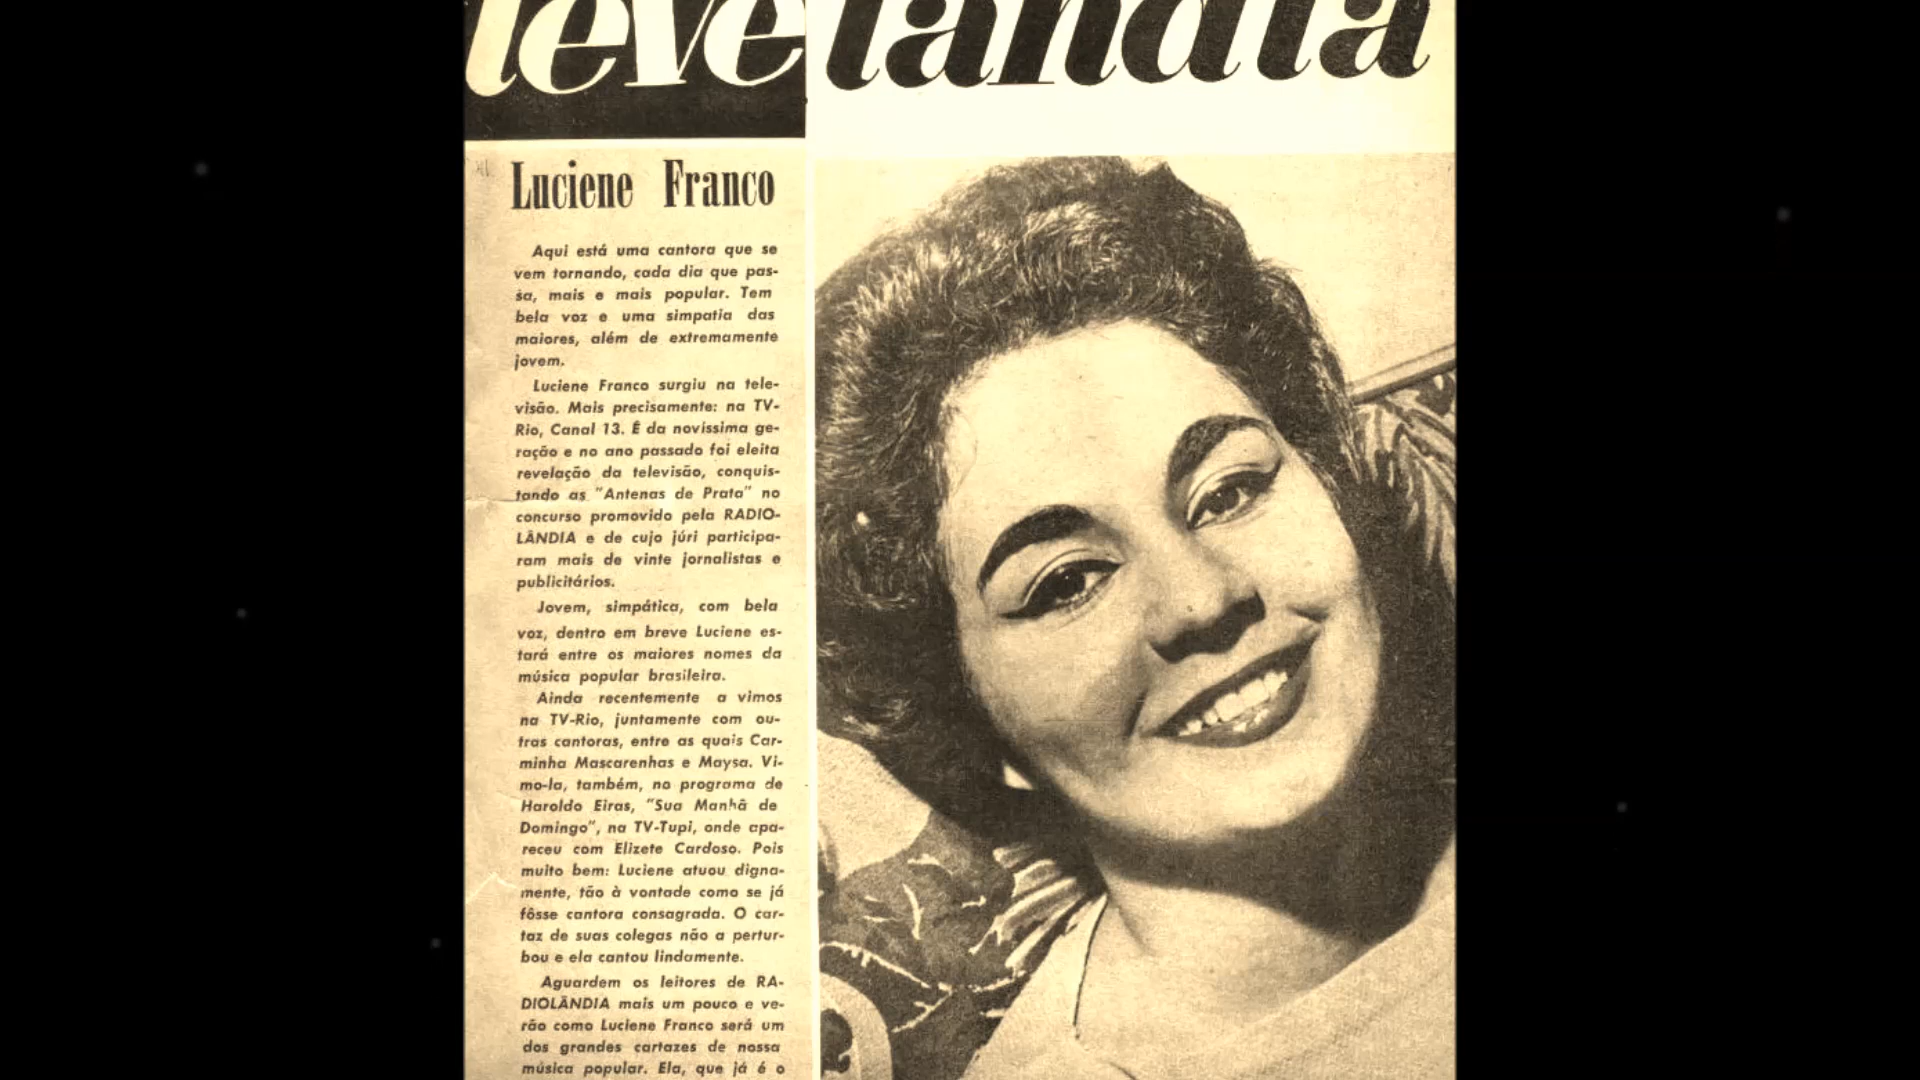 tevelândia
Luciene Franco
Aqui está uma cantora que se
vem tornando, cada dia que pas-
sa, mais e mais popular. Tem
bela voz e uma simpatia das
maiores, além de extremamente
jovem.
Luciene Franco surgiu na tele-
visão. Mais precisamente: na TV-
Rio, Canal 13. É da novíssima ge-
ração e no ano passado foi eleita
revelação da televisão, conquis-
tando as "Antenas de Prata" no
concurso promovido pela RADIO-
LÂNDIA e de cujo júri participa-
ram mais de vinte jornalistas e
publicitários.
Jovem, simpática, com bela
voz, dentro em breve Luciene es-
tará entre os maiores nomes da
música popular brasileira.
Ainda recentemente a vimos
na TV-Rio, juntamente com ou-
tras cantoras, entre as quais Car-
minha Mascarenhas e Maysa. Vi-
mo-la, também, no programa de
Haroldo Eiras, "Sua Manhã de
Domingo", na TV-Tupi, onde apa-
receu com Elizete Cardoso. Pois
muito bem: Luciene atuou digna-
mente, tão à vontade como se já
fôsse cantora consagrada. O car-
taz de suas colegas não a pertur-
bou e ela cantou lindamente.
Aguardem os leitores de RA-
DIOLÂNDIA mais um pouco e ve-
rão como Luciene Franco será um
dos grandes cartazes de nossa
música popular. Ela, que já é o